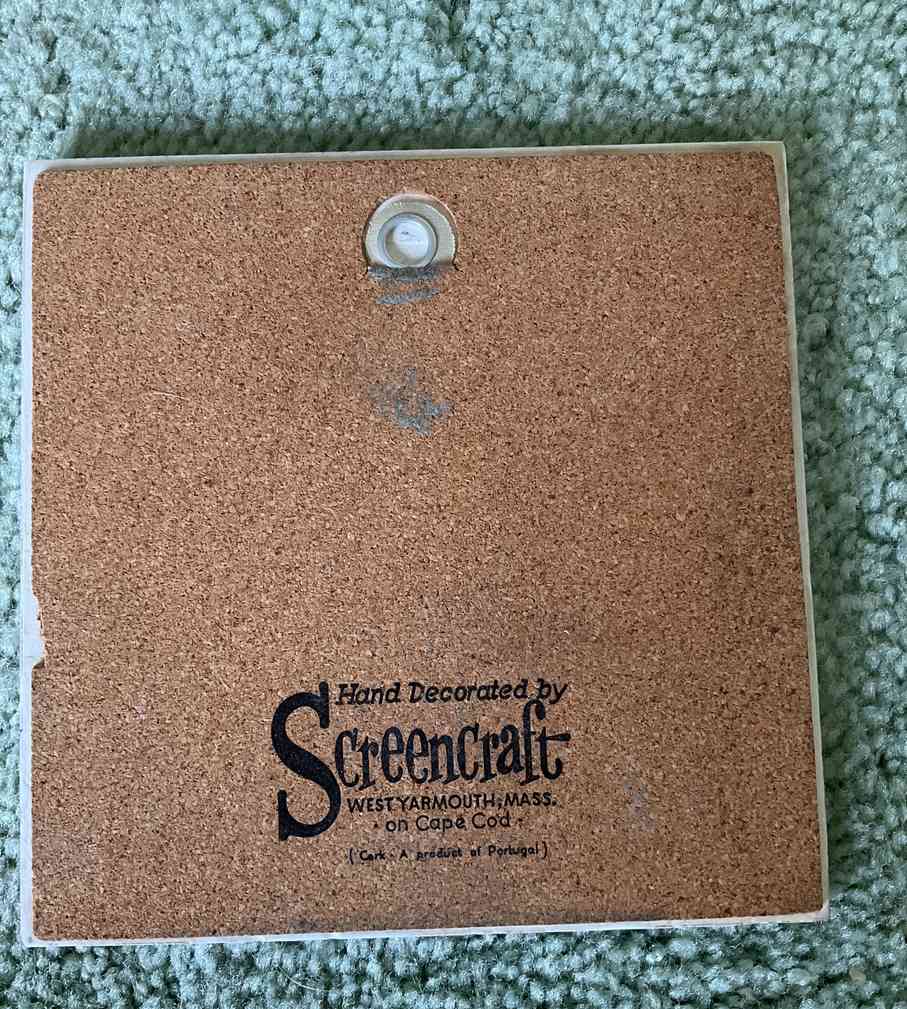 Hand Decorated by
Screencraft
WEST YARMOUTH, MASS.
· on Cape Cod ·
(Cork · A product of Portugal)